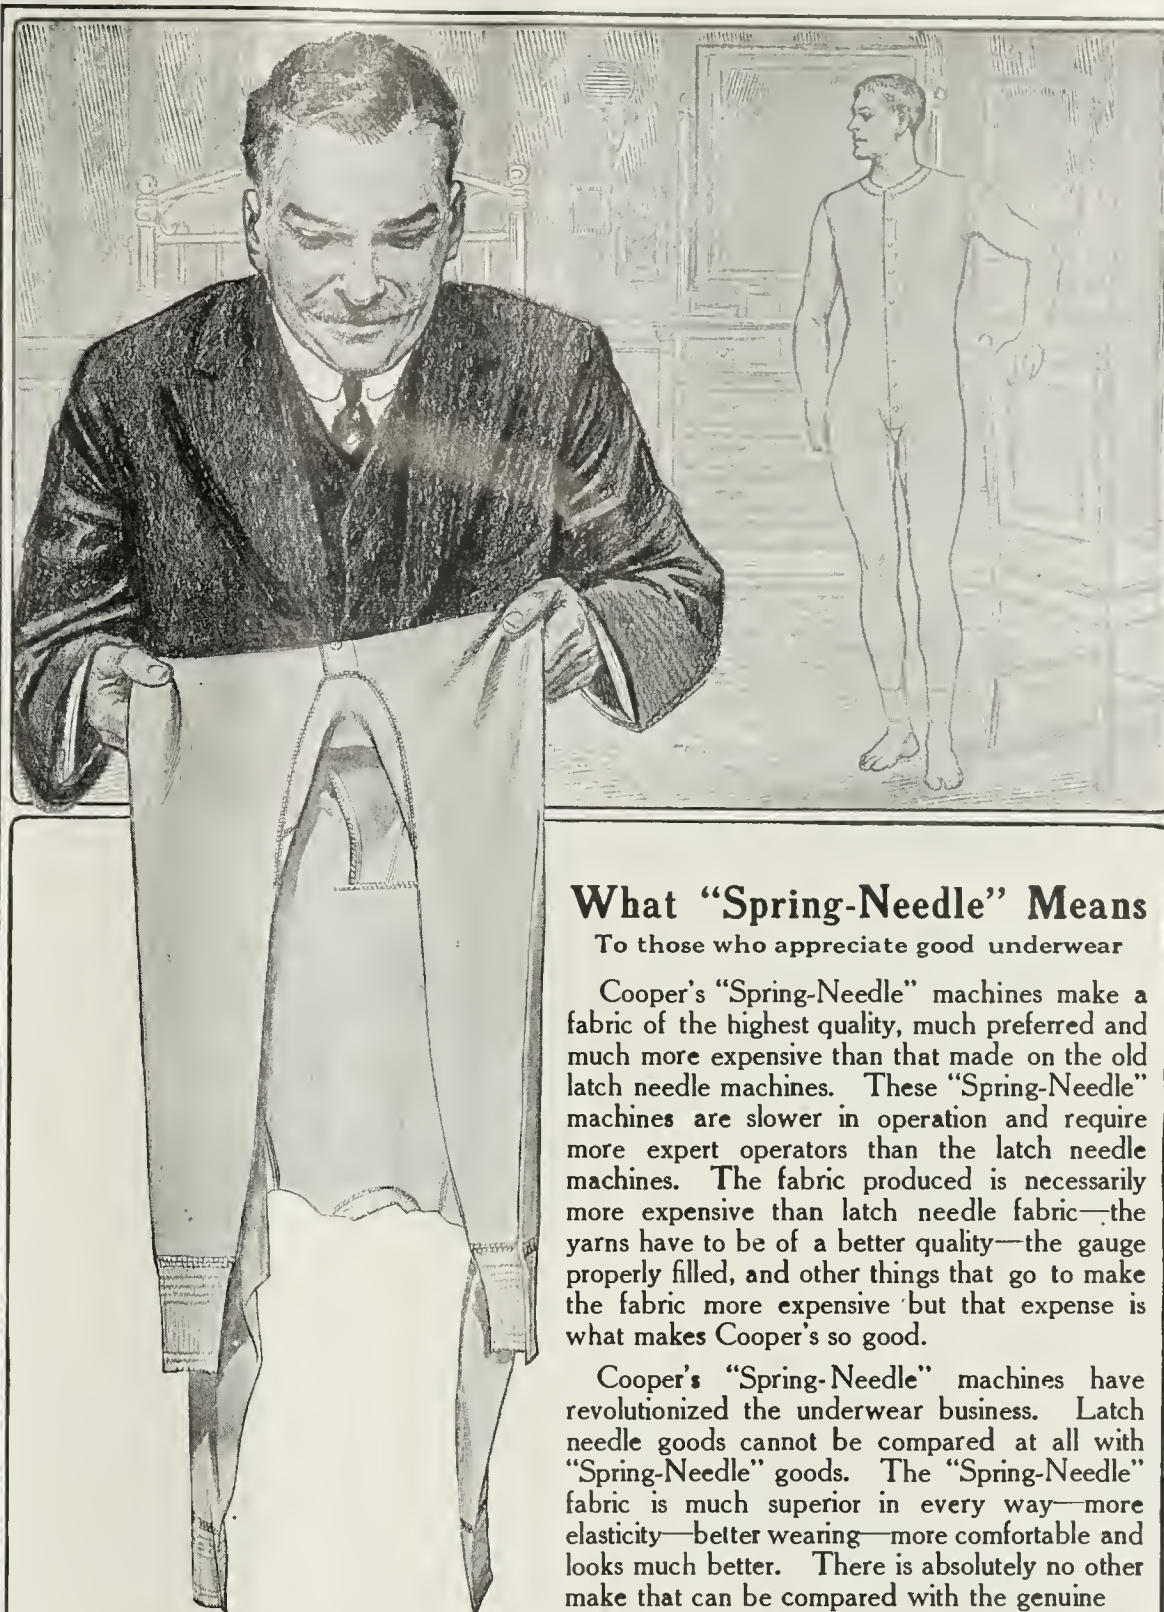 What “Spring-Needle” Means
To those who appreciate good underwear
Cooper's “Spring-Needle” machines make a
fabric of the highest quality, much preferred and
much more expensive than that made on the old
latch needle machines. These “Spring-Needle”
machines are slower in operation and require
more expert operators than the latch needle
machines. The fabric produced is necessarily
more expensive than latch needle fabric—the
yarns have to be of a better quality—the gauge
properly filled, and other things that go to make
the fabric more expensive but that expense is
what makes Cooper's so good.
Cooper's “Spring-Needle” machines have
revolutionized the underwear business. Latch
needle goods cannot be compared at all with
“Spring-Needle” goods. The “Spring-Needle”
fabric is much superior in every way—more
elasticity—better wearing—more comfortable and
looks much better. There is absolutely no other
make that can be compared with the genuine